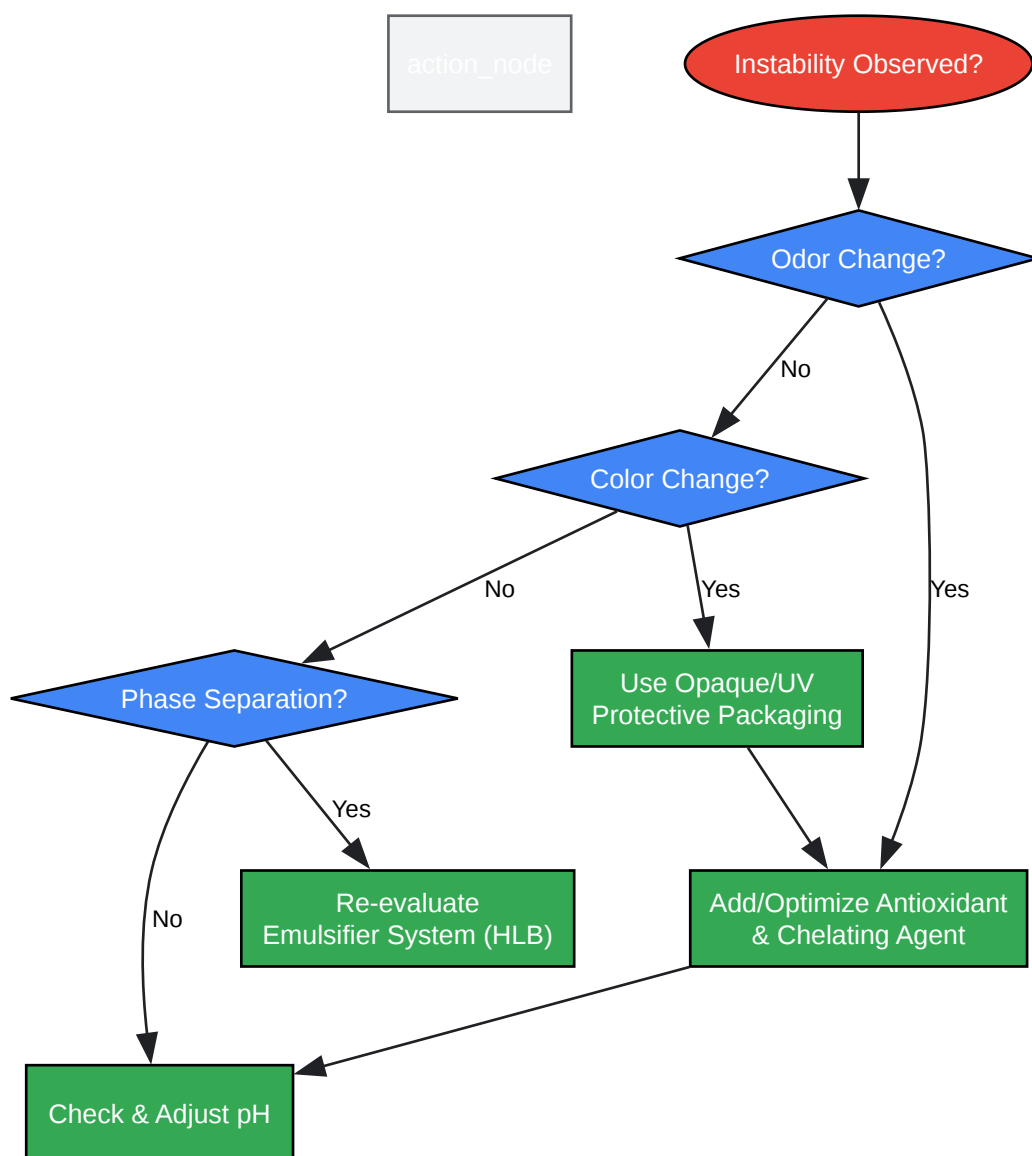 action_node
Instability Observed?
Odor Change?
No
Color Change?
No
Yes
Yes
Phase Separation?
Use Opaque/UV
Protective Packaging
Yes
No
Re-evaluate
Emulsifier System (HLB)
Add/Optimize Antioxidant
& Chelating Agent
Check & Adjust pH